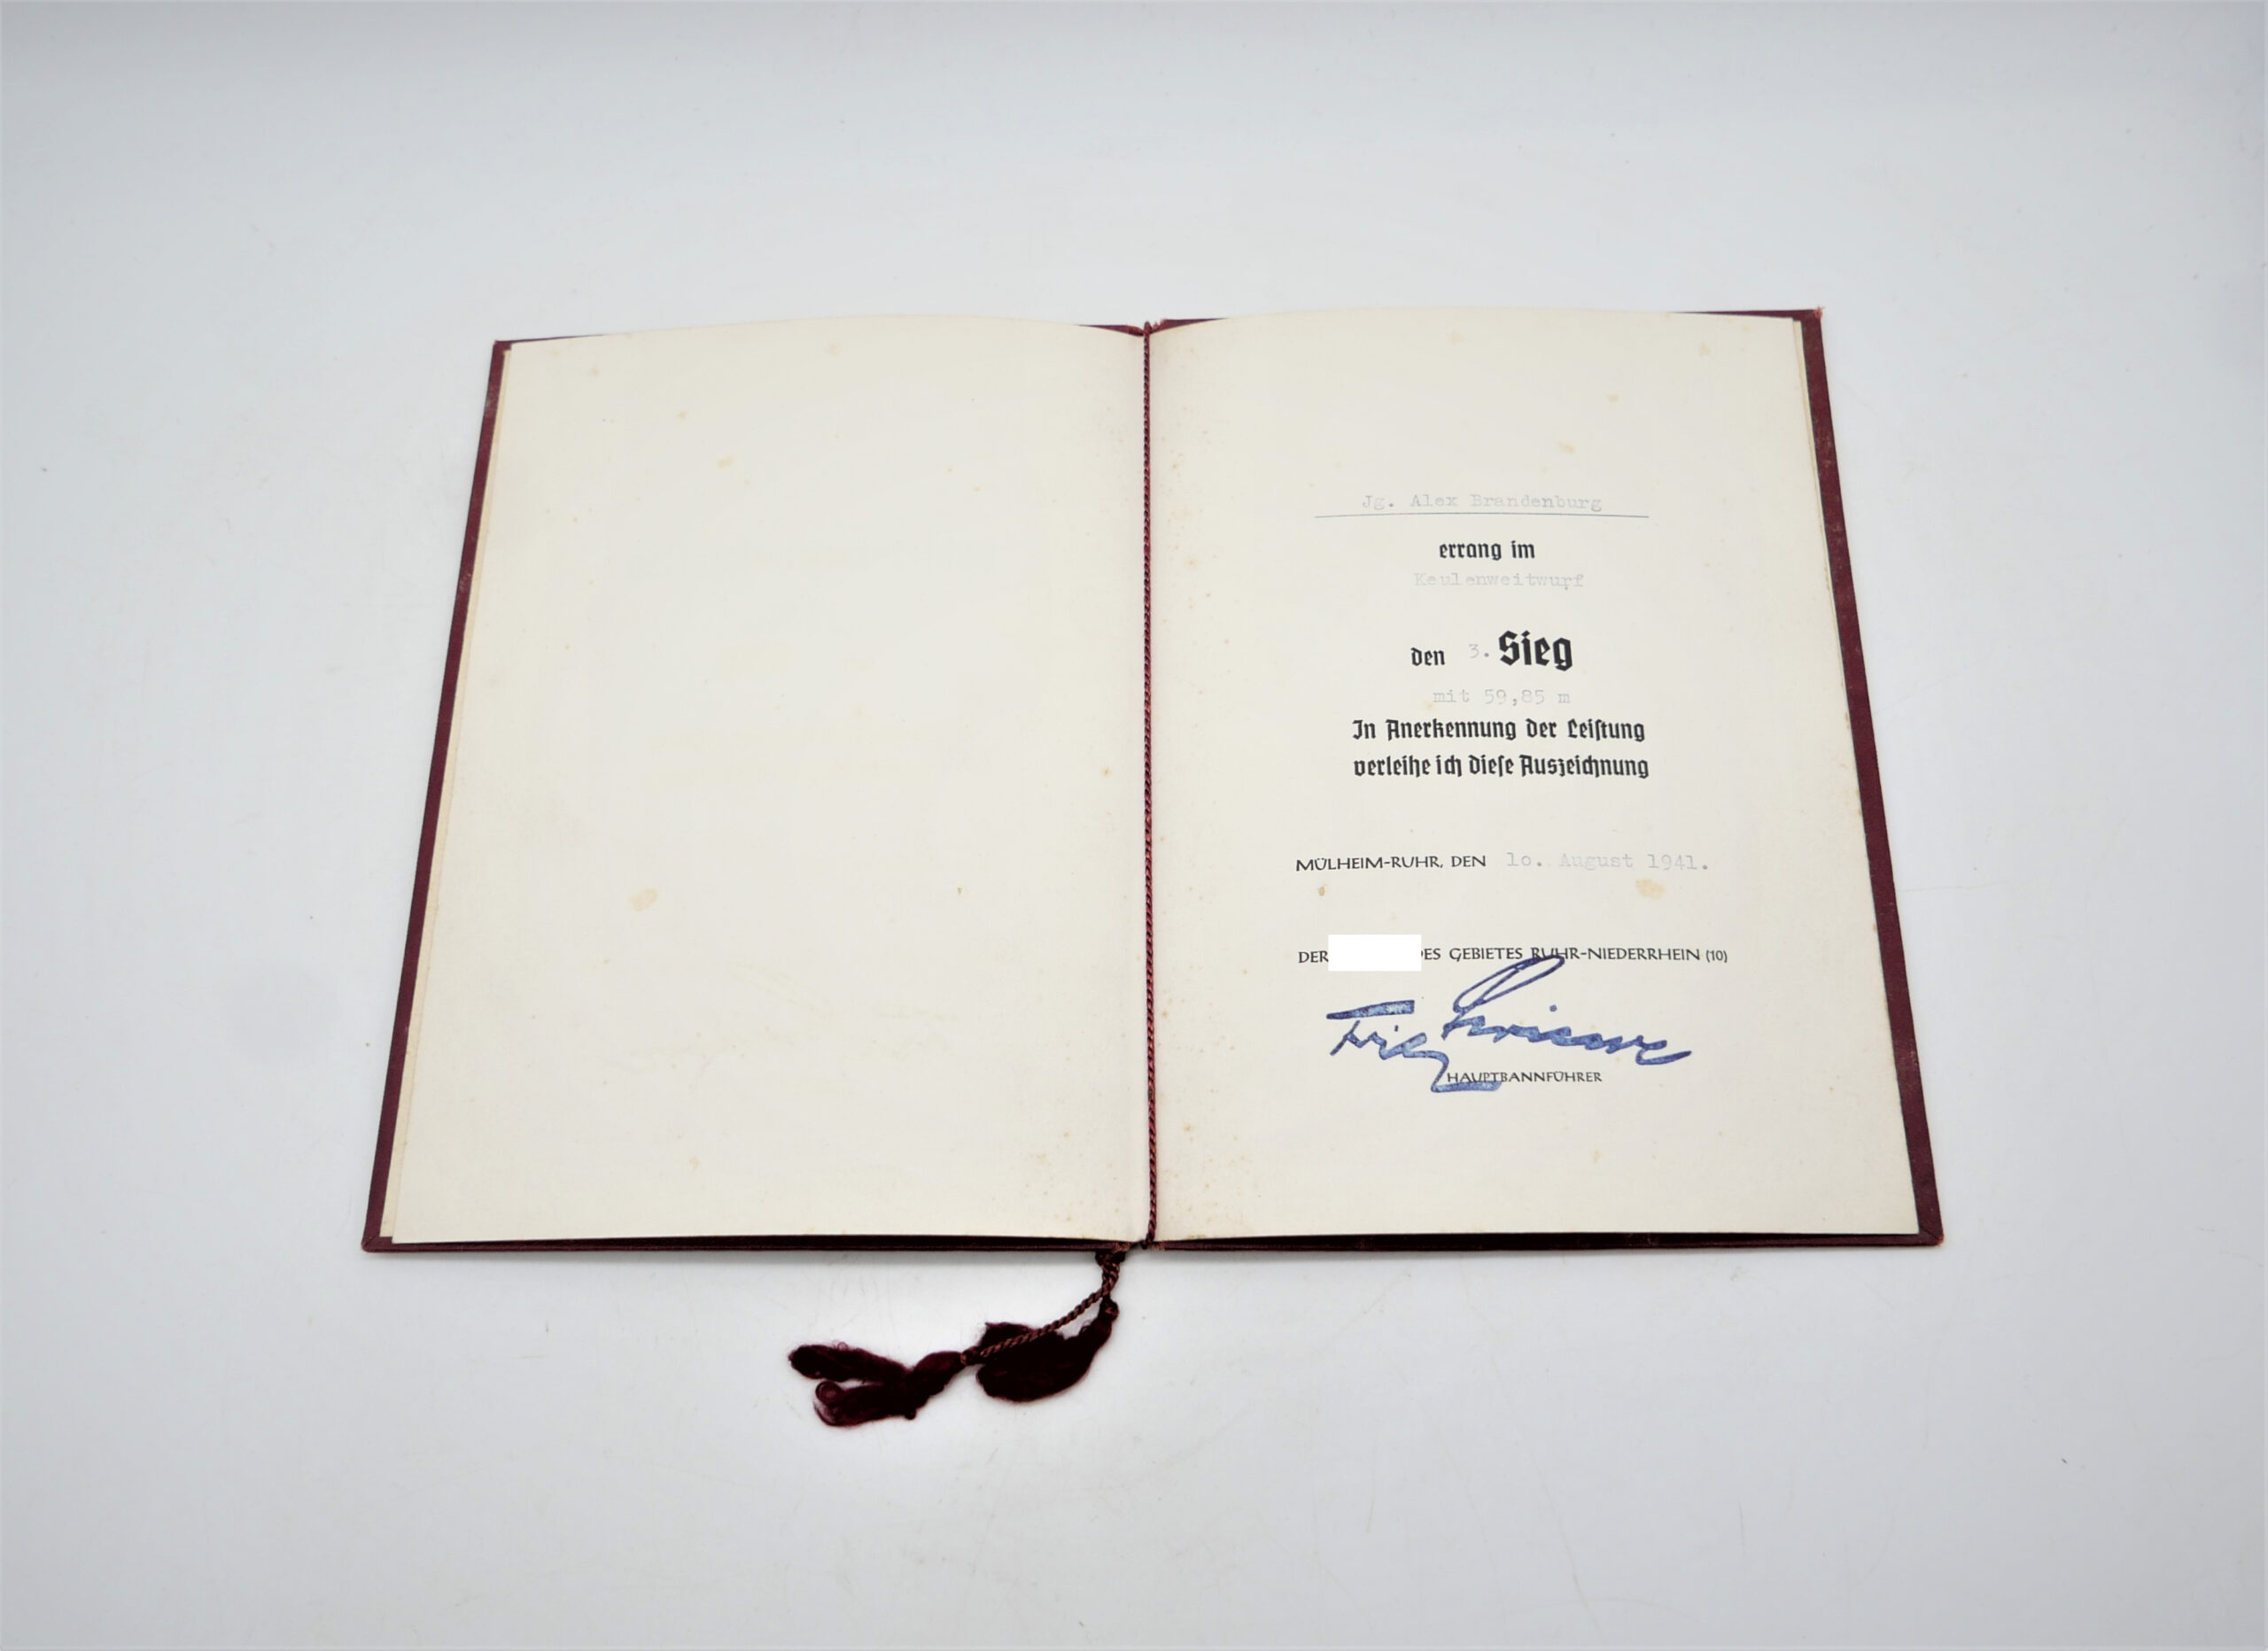 Jg. Alex Brandenburg
errang im
Keulenweitwurf
den 3. Sieg
mit 59,85 m
In Anerkennung der Leiſtung
verleihe ich dieſe Auszeichnung
MÜLHEIM-RUHR, DEN 10. August 1941.
DER DES GEBIETES RUHR-NIEDERRHEIN (10)
HAUPTBANNFÜHRER